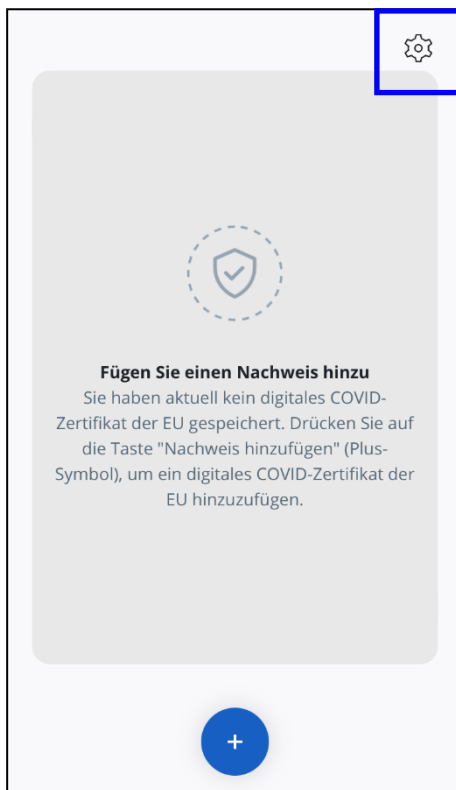 Fügen Sie einen Nachweis hinzu
Sie haben aktuell kein digitales COVID-
Zertifikat der EU gespeichert. Drücken Sie auf
die Taste "Nachweis hinzufügen" (Plus-
Symbol), um ein digitales COVID-Zertifikat der
EU hinzuzufügen.
+